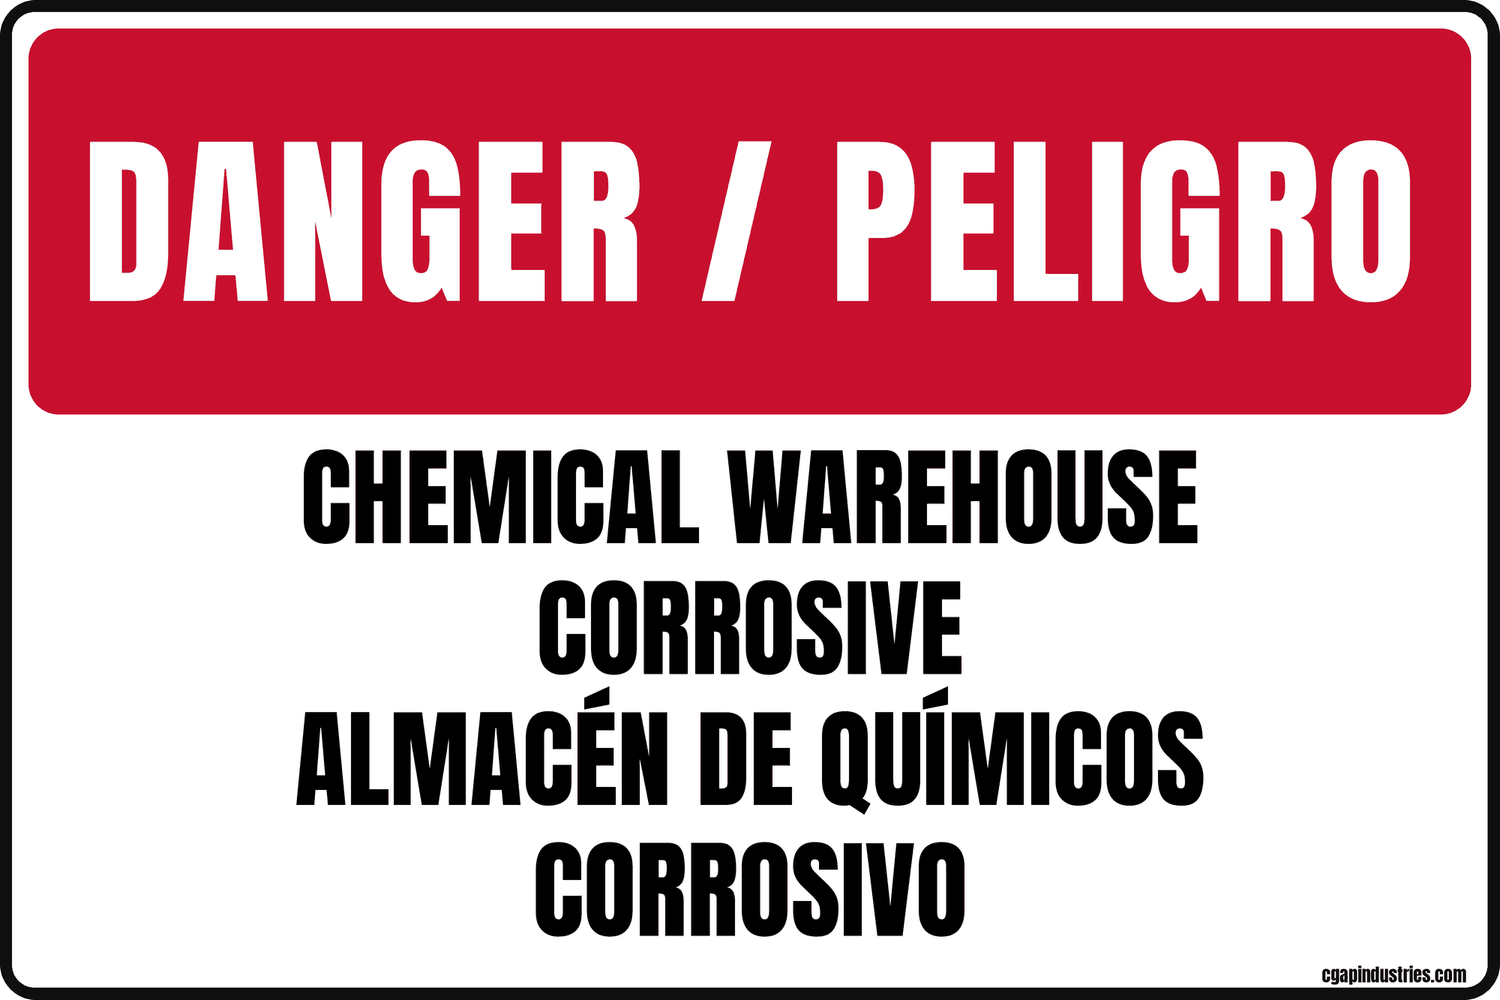 DANGER / PELIGRO
CHEMICAL WAREHOUSE
CORROSIVE
ALMACÉN DE QUÍMICOS
CORROSIVO
cgapindustries.com